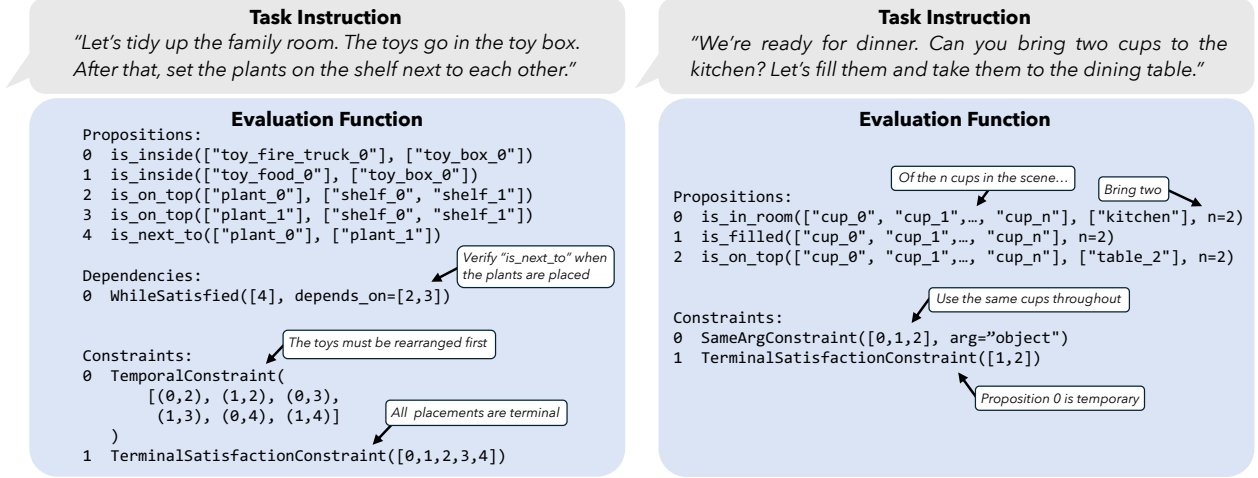 Task Instruction
“Let’s tidy up the family room. The toys go in the toy box.
After that, set the plants on the shelf next to each other.”
Evaluation Function
Propositions:
0 is_inside(["toy_fire_truck_0"], ["toy_box_0"])
1 is_inside(["toy_food_0"], ["toy_box_0"])
2 is_on_top(["plant_0"], ["shelf_0", "shelf_1"])
3 is_on_top(["plant_1"], ["shelf_0", "shelf_1"])
4 is_next_to(["plant_0"], ["plant_1"])
Verify “is_next_to” when
the plants are placed
Dependencies:
0 WhileSatisfied([4], depends_on=[2,3])
The toys must be rearranged first
Constraints:
0 TemporalConstraint(
[(0,2), (1,2), (0,3),
(1,3), (0,4), (1,4)]
)
All placements are terminal
1 TerminalSatisfactionConstraint([0,1,2,3,4])
Task Instruction
“We’re ready for dinner. Can you bring two cups to the
kitchen? Let’s fill them and take them to the dining table.”
Evaluation Function
Of the n cups in the scene…
Bring two
Propositions:
0 is_in_room(["cup_0", "cup_1",…, "cup_n"], ["kitchen"], n=2)
1 is_filled(["cup_0", "cup_1",…, "cup_n"], n=2)
2 is_on_top(["cup_0", "cup_1",…, "cup_n"], ["table_2"], n=2)
Use the same cups throughout
Constraints:
0 SameArgConstraint([0,1,2], arg=”object")
1 TerminalSatisfactionConstraint([1,2])
Proposition 0 is temporary